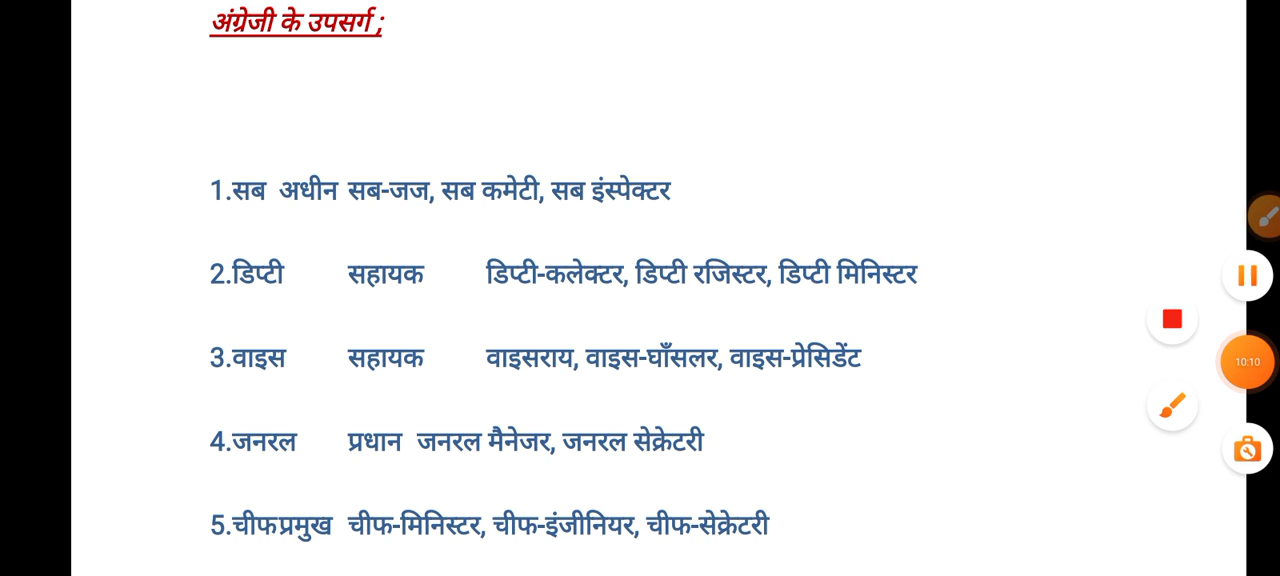 अंग्रेजी के उपसर्ग ;
1.सब अधीन सब-जज, सब कमेटी, सब इंस्पेक्टर
2.डिप्टी सहायक डिप्टी-कलेक्टर, डिप्टी रजिस्टर, डिप्टी मिनिस्टर
3.वाइस सहायक वाइसराय, वाइस-घाँसलर, वाइस-प्रेसिडेंट
4.जनरल प्रधान जनरल मैनेजर, जनरल सेक्रेटरी
5.चीफप्रमुख चीफ-मिनिस्टर, चीफ-इंजीनियर, चीफ-सेक्रेटरी
10:10